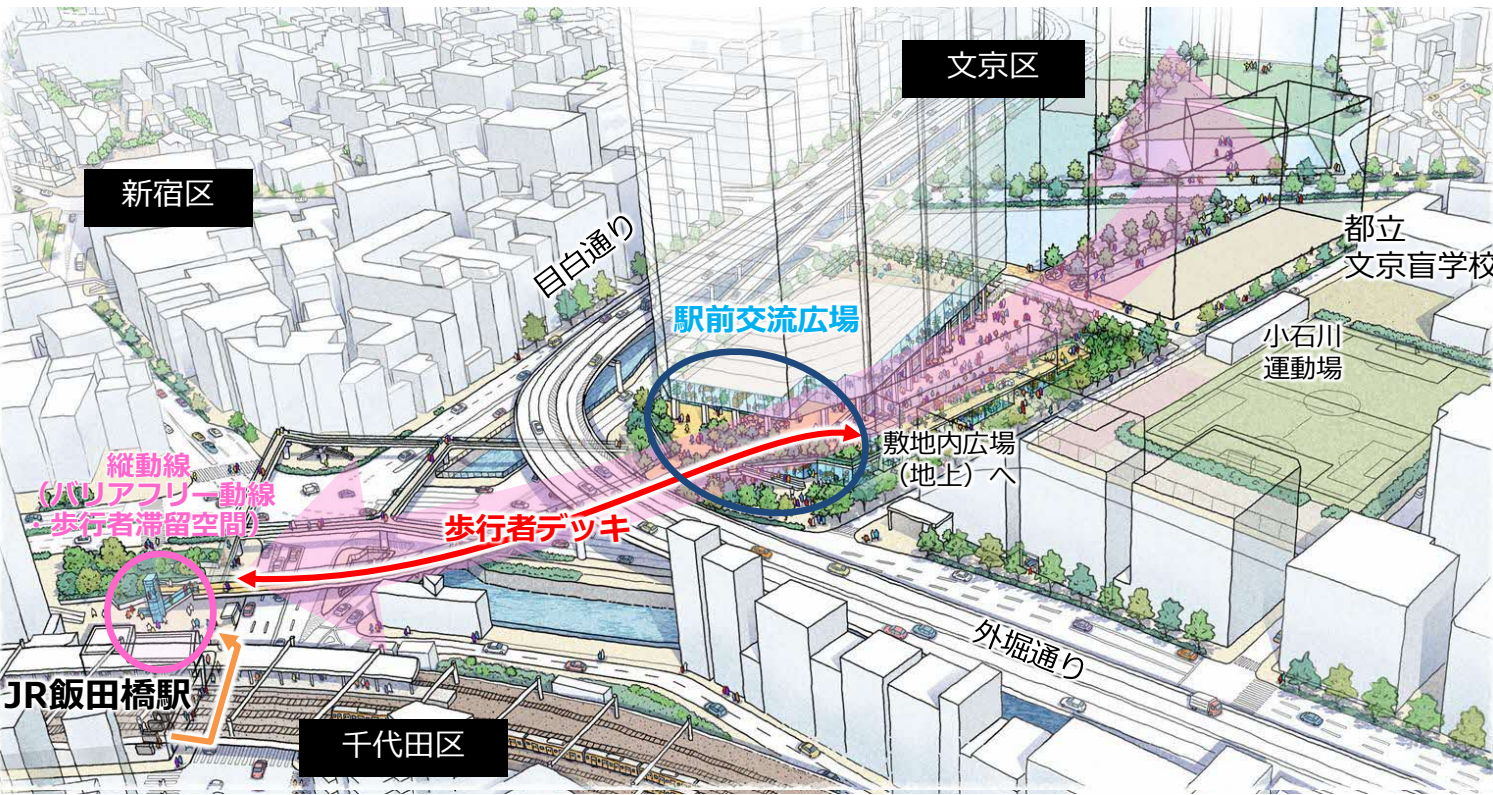 文京区
新宿区
目白通り
都立
文京盲学校
駅前交流広場
小石川
運動場
敷地内広場
(地上)へ
縦動線
(バリアフリー動線
・歩行者滞留空間)
歩行者デッキ
外堀通り
JR飯田橋駅
千代田区